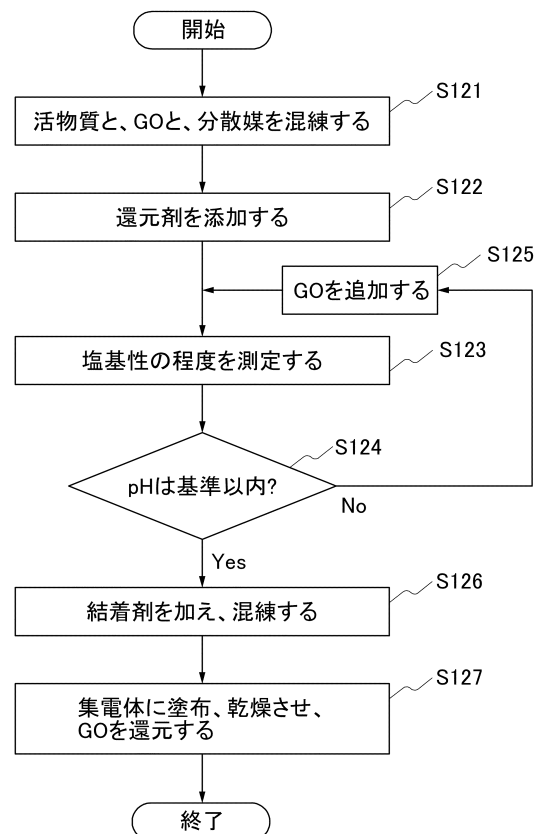 開始
S121
活物質と、GOと、分散媒を混練する
S122
還元剤を添加する
S125
GOを追加する
S123
塩基性の程度を測定する
S124
pHは基準以内?
No
Yes
S126
結着剤を加え、混練する
S127
集電体に塗布、乾燥させ、
GOを還元する
終了